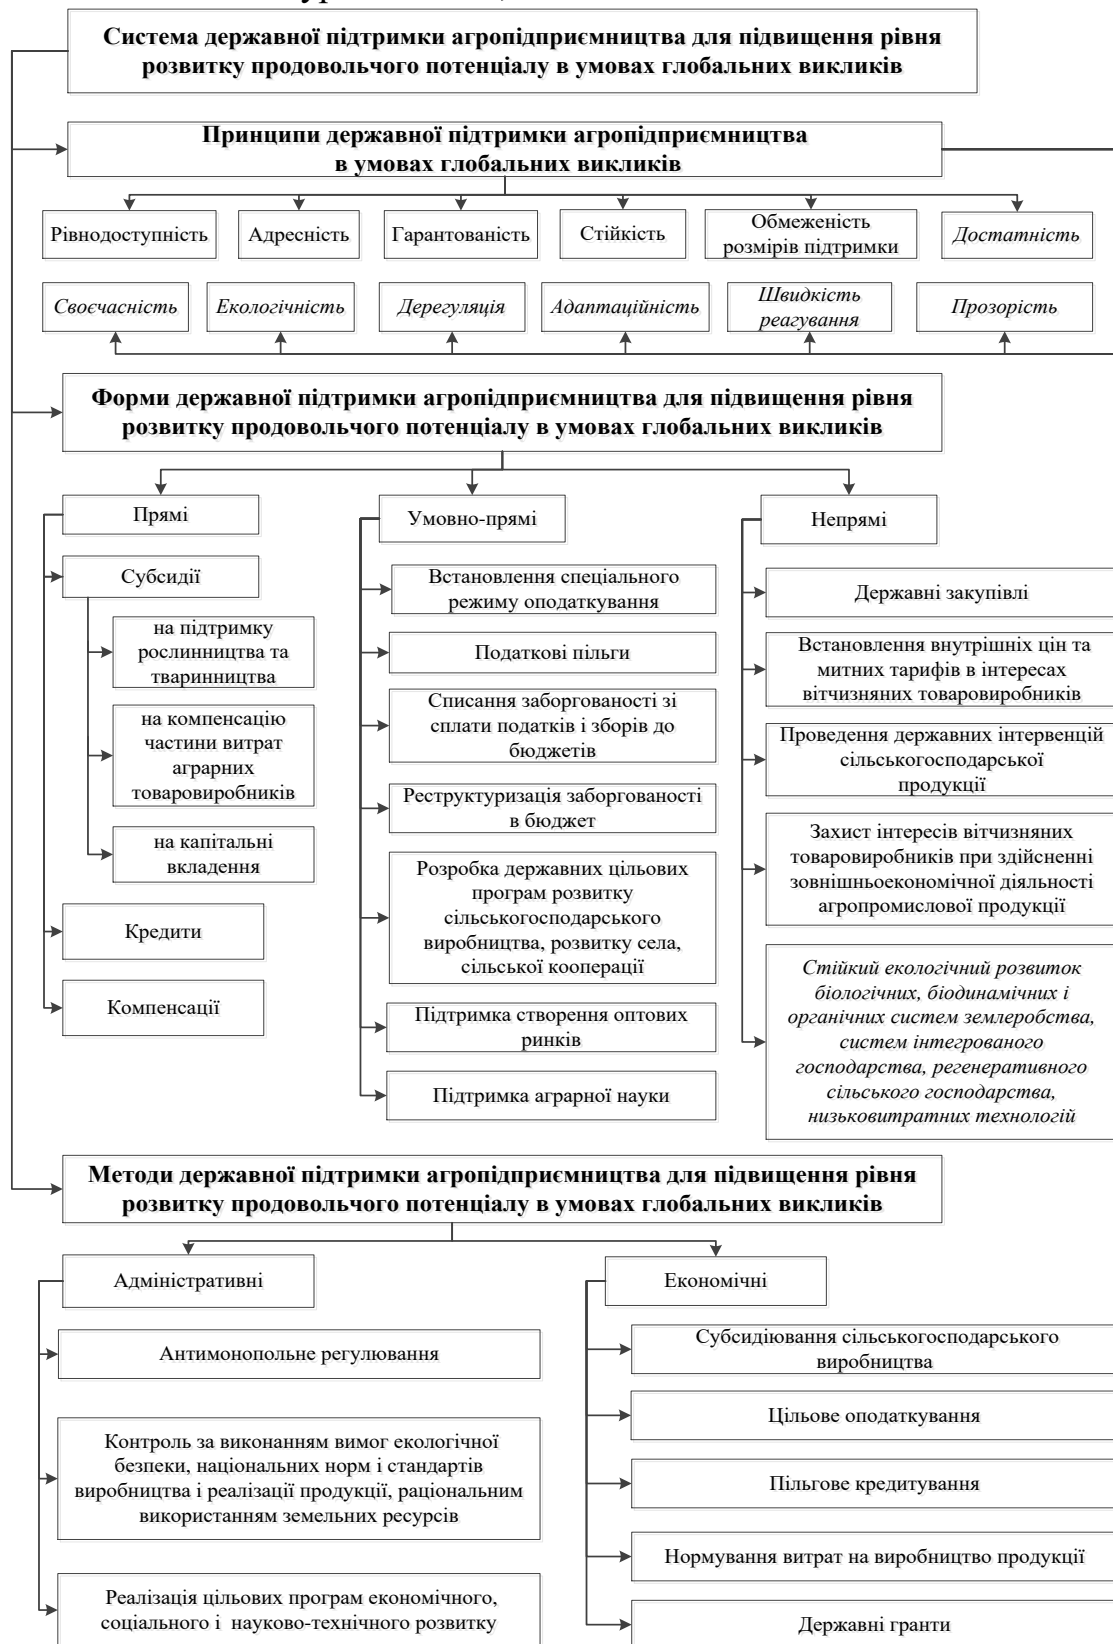 Система державної підтримки агропідприємництва для підвищення рівня
розвитку продовольчого потенціалу в умовах глобальних викликів
Принципи державної підтримки агропідприємництва
в умовах глобальних викликів
Рівнодоступність
Адресність
Гарантованість
Стійкість
Обмеженість
розмірів підтримки
Достатність
Своєчасність
Екологічність
Дерегуляція
Адаптаційність
Швидкість
реагування
Прозорість
Форми державної підтримки агропідприємництва для підвищення рівня
розвитку продовольчого потенціалу в умовах глобальних викликів
Прямі
Субсидії
на підтримку
рослинництва та
тваринництва
на компенсацію
частини витрат
аграрних
товаровиробників
на капітальні
вкладення
Кредити
Компенсації
Умовно-прямі
Встановлення спеціального
режиму оподаткування
Податкові пільги
Списання заборгованості зі
сплати податків і зборів до
бюджетів
Реструктуризація заборгованості
в бюджет
Розробка державних цільових
програм розвитку
сільськогосподарського
виробництва, розвитку села,
сільської кооперації
Підтримка створення оптових
ринків
Підтримка аграрної науки
Непрямі
Державні закупівлі
Встановлення внутрішніх цін та
митних тарифів в інтересах
вітчизняних товаровиробників
Проведення державних інтервенцій
сільськогосподарської
продукції
Захист інтересів вітчизняних
товаровиробників при здійсненні
зовнішньоекономічної діяльності
агропромислової продукції
Стійкий екологічний розвиток
біологічних, біодинамічних і
органічних систем землеробства,
систем інтегрованого
господарства, регенеративного
сільського господарства,
низьковитратних технологій
Методи державної підтримки агропідприємництва для підвищення рівня
розвитку продовольчого потенціалу в умовах глобальних викликів
Адміністративні
Антимонопольне регулювання
Контроль за виконанням вимог екологічної
безпеки, національних норм і стандартів
виробництва і реалізації продукції, раціональним
використанням земельних ресурсів
Реалізація цільових програм економічного,
соціального і науково-технічного розвитку
Економічні
Субсидіювання сільськогосподарського
виробництва
Цільове оподаткування
Пільгове кредитування
Нормування витрат на виробництво продукції
Державні гранти